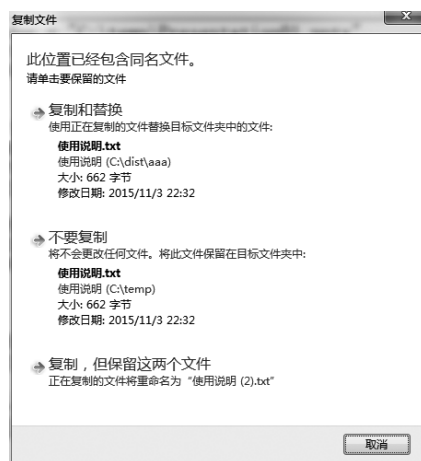 复制文件
此位置已经包含同名文件。
请单击要保留的文件
复制和替换
使用正在复制的文件替换目标文件夹中的文件:
使用说明.txt
使用说明 (C:\dist\aaa)
大小: 662 字节
修改日期: 2015/11/3 22:32
不要复制
将不会更改任何文件。将此文件保留在目标文件夹中:
使用说明.txt
使用说明 (C:\temp)
大小: 662 字节
修改日期: 2015/11/3 22:32
复制，但保留这两个文件
正在复制的文件将重命名为 “使用说明 (2).txt”
取消